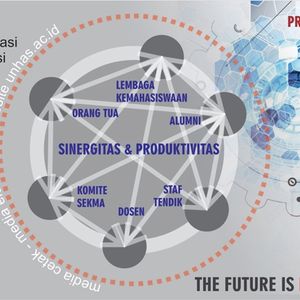 PR
asi
si
unhas.ac.id
LEMBAGA
KEMAHASISWAAN
ORANG TUA
ALUMNI
SINERGITAS & PRODUKTIVITAS
KOMITE
SEKMA
STAF
TENDIK
DOSEN
media cetak - media
THE FUTURE IS